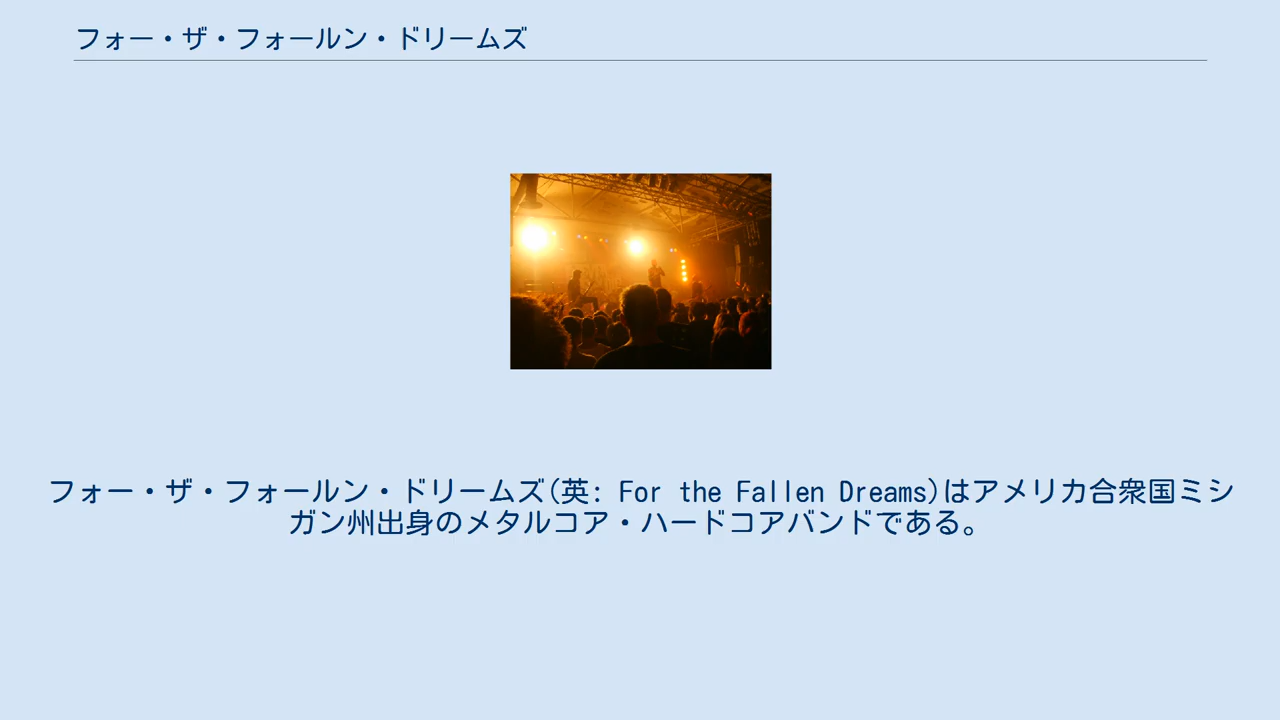 フォー・ザ・フォールン・ドリームズ
フォー・ザ・フォールン・ドリームズ(英: For the Fallen Dreams)はアメリカ合衆国ミシ
ガン州出身のメタルコア・ハードコアバンドである。